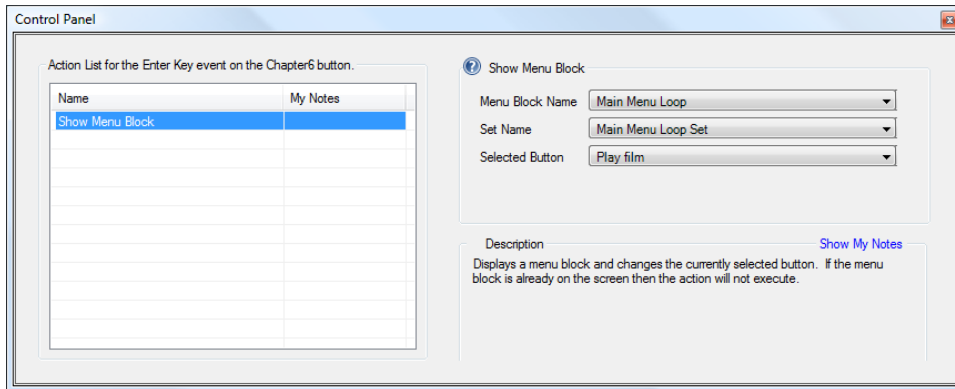 Control Panel
Action List for the Enter Key event on the Chapter6 button.
Name My Notes
Show Menu Block
Show Menu Block
Menu Block Name Main Menu Loop
Set Name Main Menu Loop Set
Selected Button Play film
Description Show My Notes
Displays a menu block and changes the currently selected button. If the menu
block is already on the screen then the action will not execute.